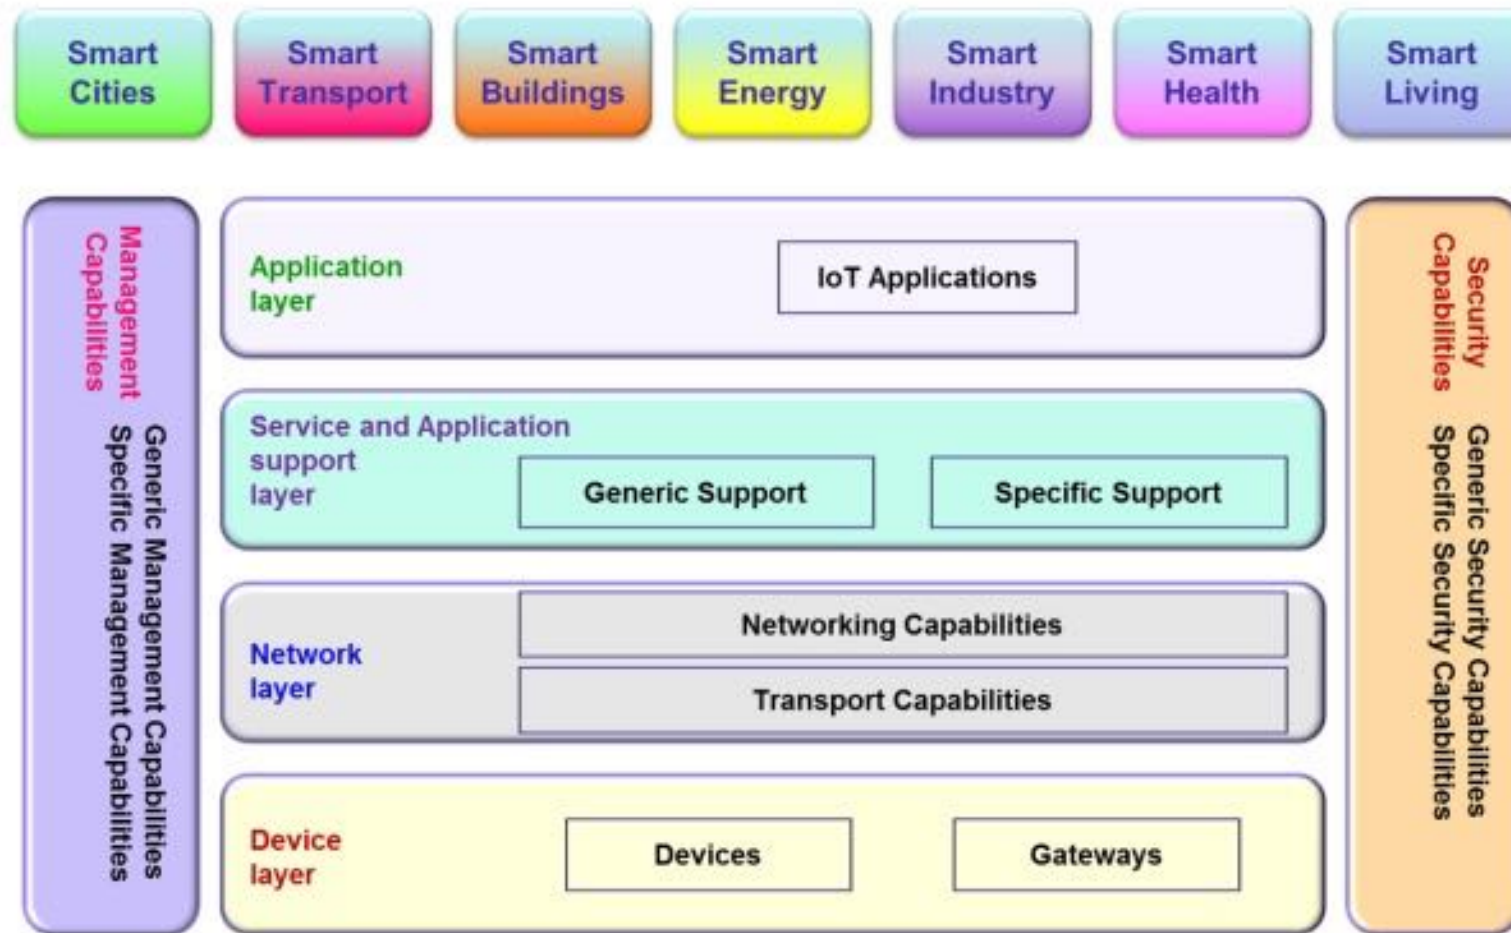 Smart
Cities
Smart
Transport
Smart
Buildings
Smart
Energy
Smart
Industry
Smart
Health
Smart
Living
Management
Capabilities
Generic Management Capabilities
Specific Management Capabilities
Application
layer
IoT Applications
Service and Application
support
layer
Generic Support
Specific Support
Network
layer
Networking Capabilities
Transport Capabilities
Device
layer
Devices
Gateways
Security
Capabilities
Generic Security Capabilities
Specific Security Capabilities